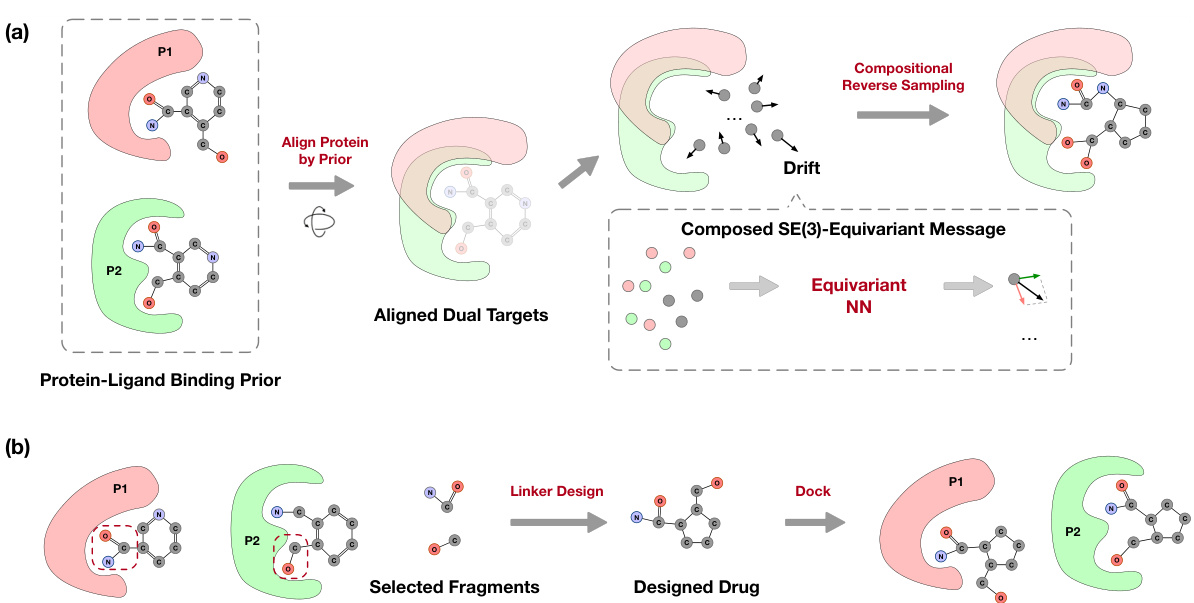 (a)
P1
N
O
C
C
C
C
N
C
C
C
O
Align Protein
by Prior
P2
O
N
C
C
C
N
C
C
C
C
O
Protein-Ligand Binding Prior
O
N
C
C
C
N
C
C
C
C
O
Aligned Dual Targets
...
Drift
Compositional
Reverse Sampling
O
N
N
C
C
C
C
C
C
O
C
O
Composed SE(3)-Equivariant Message
Equivariant
NN
...
(b)
P1
N
O
C
C
C
C
N
C
C
P2
N
C
C
C
C
C
C
C
C
O
N
O
C
O
C
Selected Fragments
Linker Design
O
O
C
N
C
C
C
C
C
C
Designed Drug
Dock
P1
O
N
C
C
C
C
C
C
C
O
P2
O
N
C
C
C
C
C
C
C
O